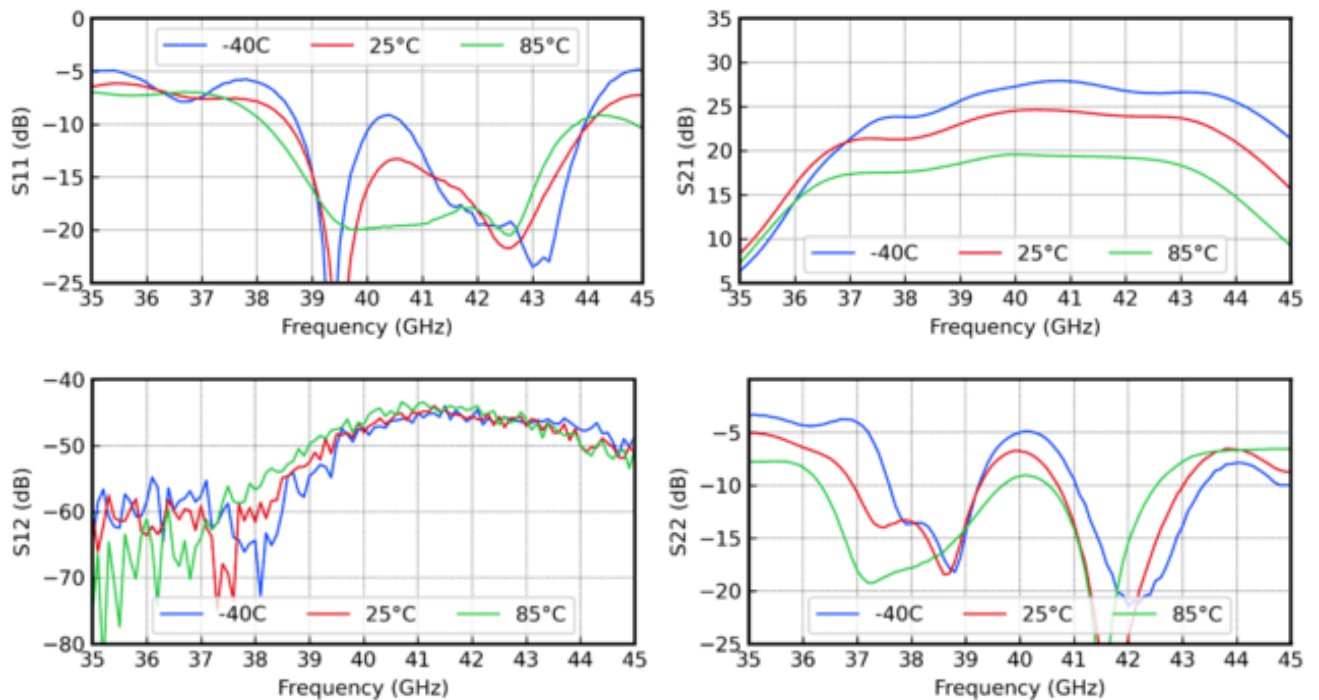 0
−5
−10
−15
−20
−25
S11 (dB)
-40C 25°C 85°C
35 36 37 38 39 40 41 42 43 44 45
Frequency (GHz)
35
30
25
20
15
10
5
S21 (dB)
-40C 25°C 85°C
35 36 37 38 39 40 41 42 43 44 45
Frequency (GHz)
−40
−50
−60
−70
−80
S12 (dB)
-40C 25°C 85°C
35 36 37 38 39 40 41 42 43 44 45
Frequency (GHz)
−5
−10
−15
−20
−25
S22 (dB)
-40C 25°C 85°C
35 36 37 38 39 40 41 42 43 44 45
Frequency (GHz)